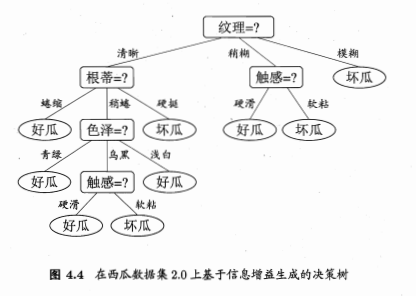 纹理=?
清晰 稍糊 模糊
根蒂=? 触感=? 坏瓜
蜷缩 稍蜷 硬挺 硬滑 软粘
好瓜 色泽=? 坏瓜 好瓜 坏瓜
青绿 乌黑 浅白
好瓜 触感=? 好瓜
硬滑 软粘
好瓜 坏瓜
图 4.4 在西瓜数据集 2.0 上基于信息增益生成的决策树